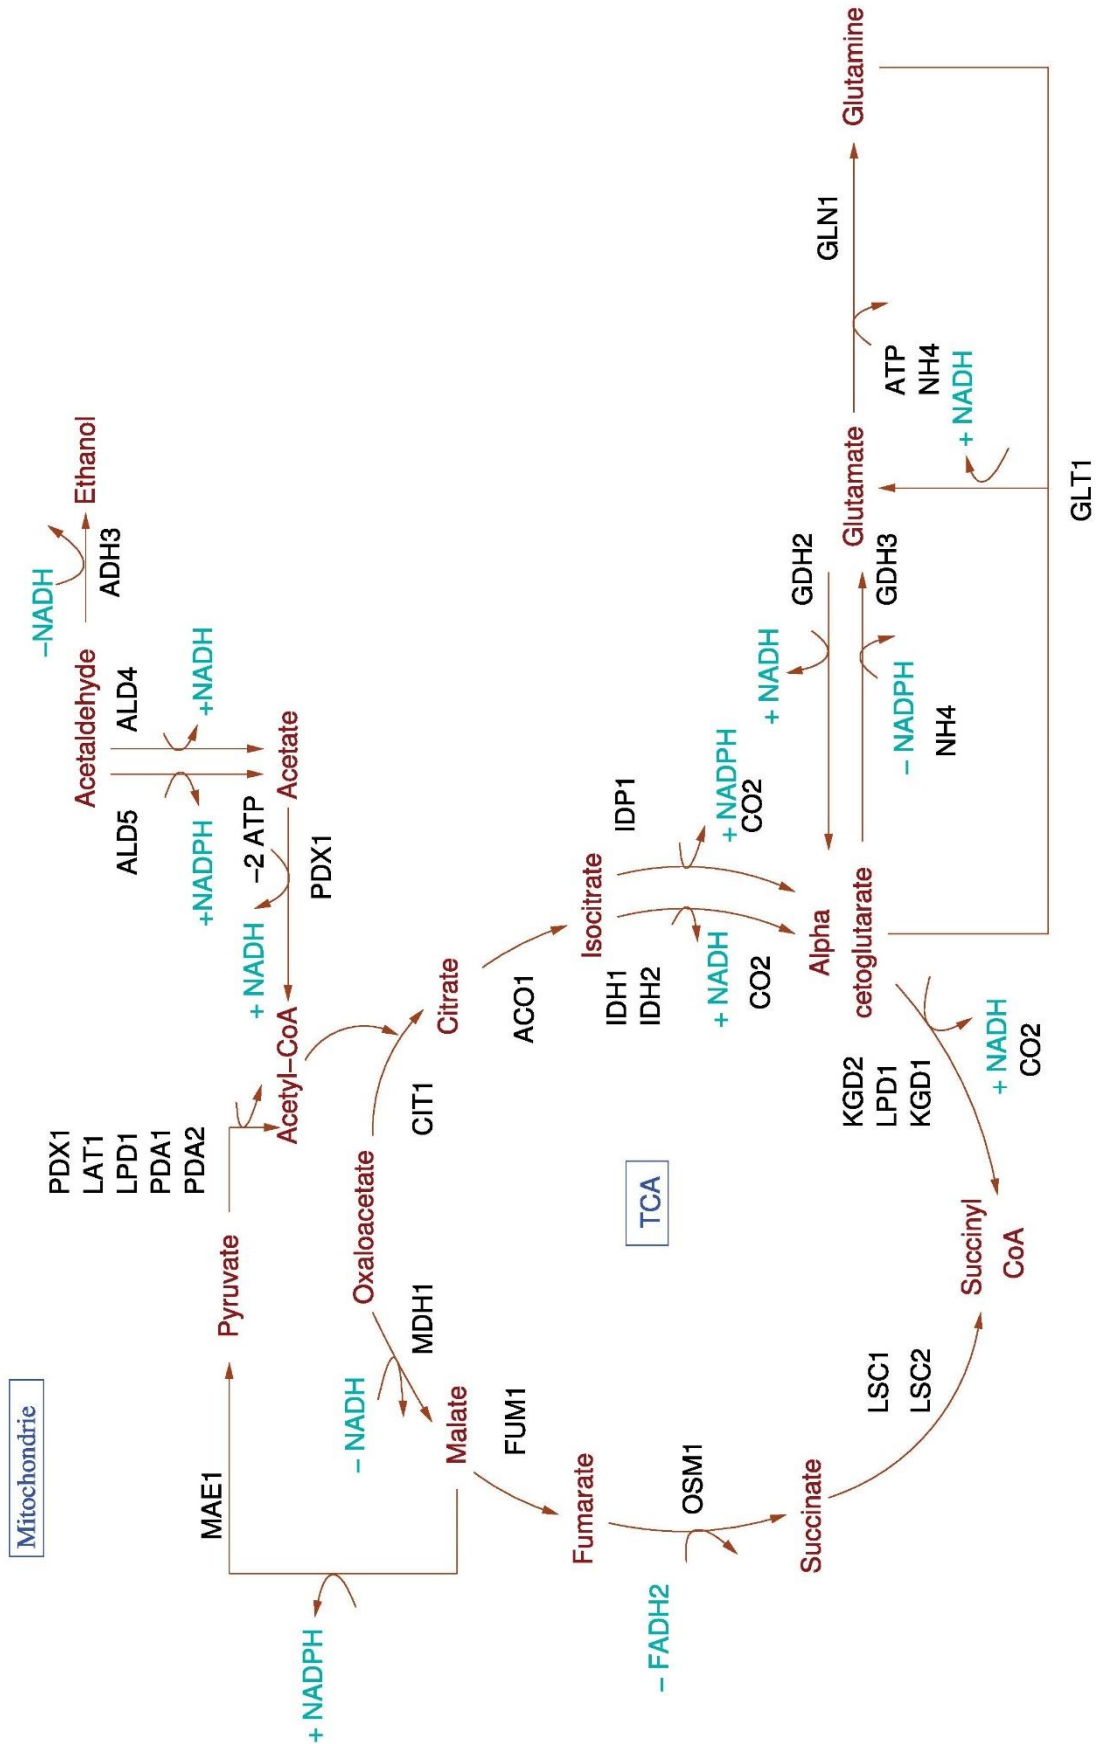 Mitochondrie
MAE1
+ NADPH
Pyruvate
PDX1
LAT1
LPD1
PDA1
PDA2
Acetaldehyde
−NADH
Ethanol
ADH3
ALD5
ALD4
+NADPH
+NADH
Acetate
−2 ATP
+ NADH
PDX1
Acetyl−CoA
Oxaloacetate
− NADH
MDH1
CIT1
Malate
Citrate
FUM1
ACO1
Fumarate
Isocitrate
IDH1
IDH2
IDP1
− FADH2
OSM1
TCA
+ NADH
CO2
+ NADPH
CO2
Succinate
Alpha
cetoglutarate
+ NADH
GDH2
GDH3
− NADPH
NH4
Glutamate
GLN1
Glutamine
ATP
NH4
+ NADH
LSC1
LSC2
KGD2
LPD1
KGD1
Succinyl
CoA
+ NADH
CO2
GLT1